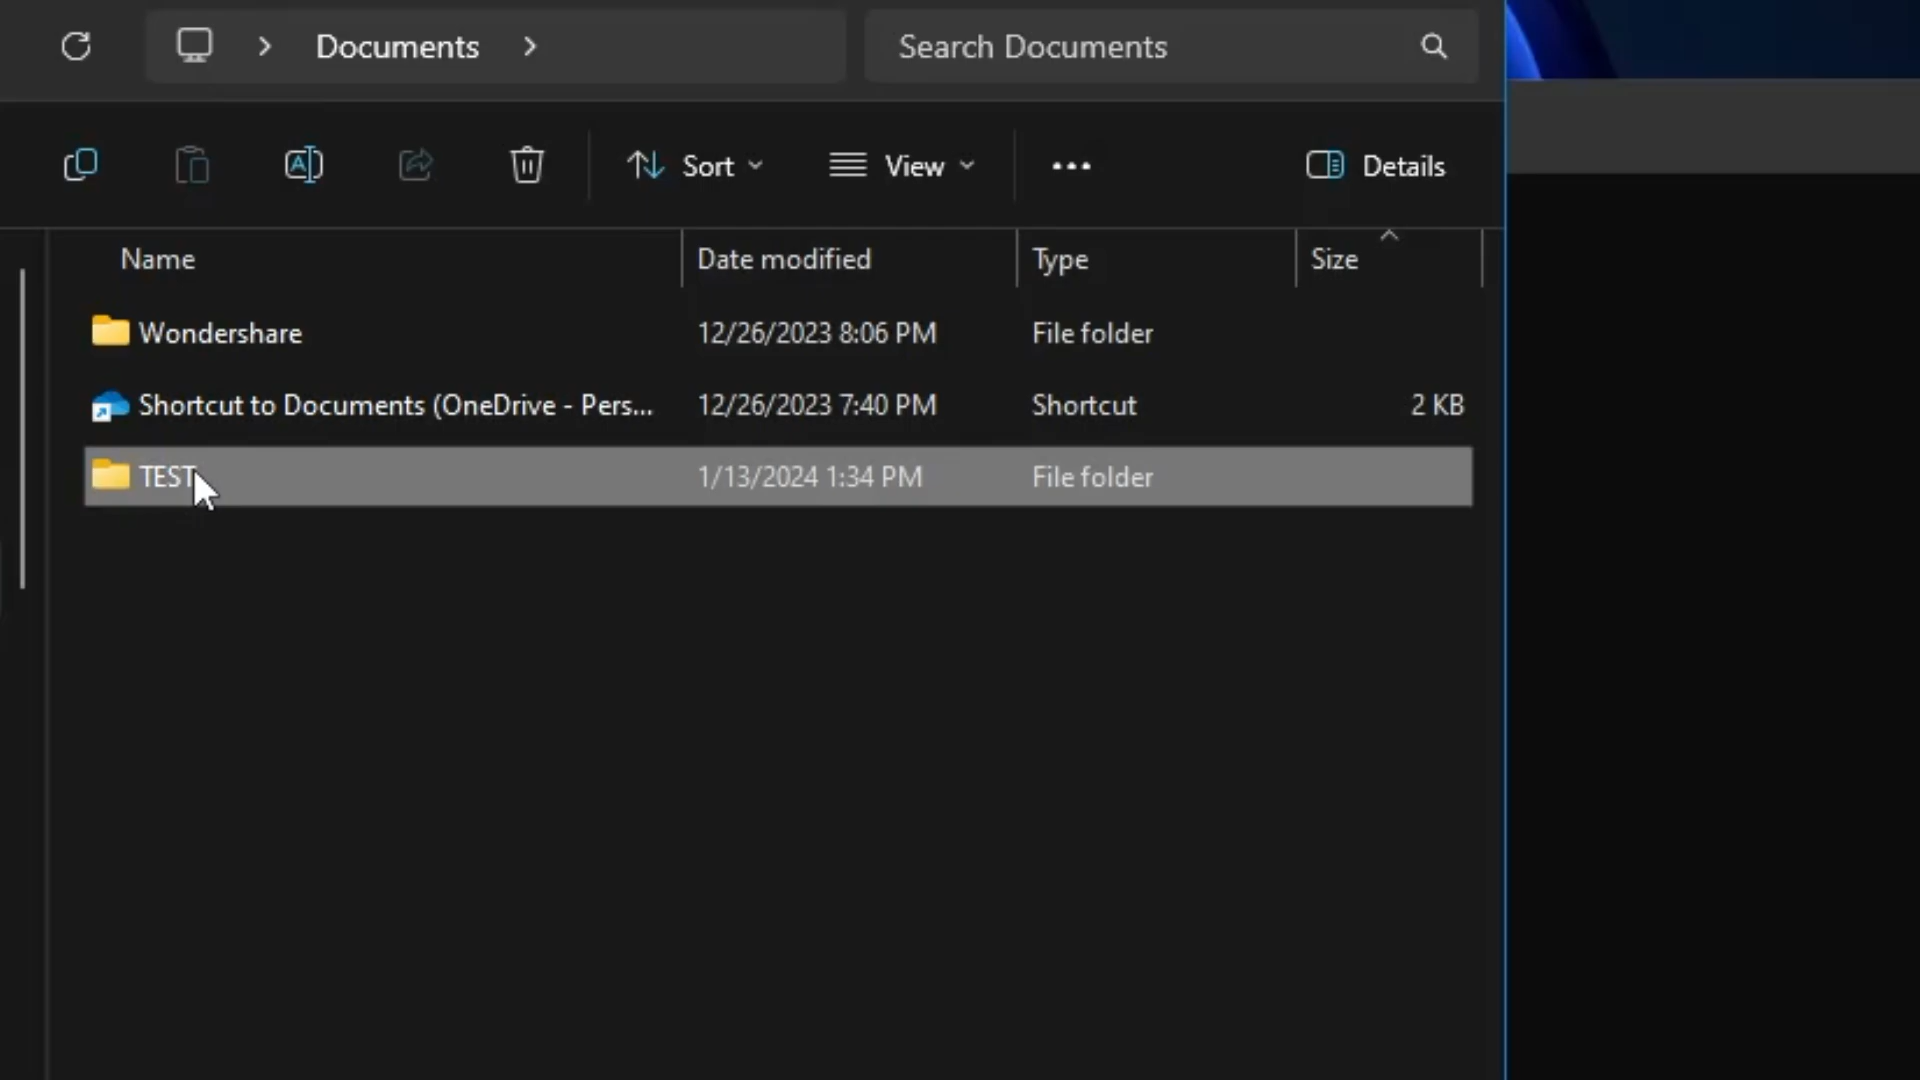 Documents
Search Documents
Sort View Details
Name Date modified Type Size
Wondershare 12/26/2023 8:06 PM File folder
Shortcut to Documents (OneDrive - Pers... 12/26/2023 7:40 PM Shortcut 2 KB
TEST 1/13/2024 1:34 PM File folder